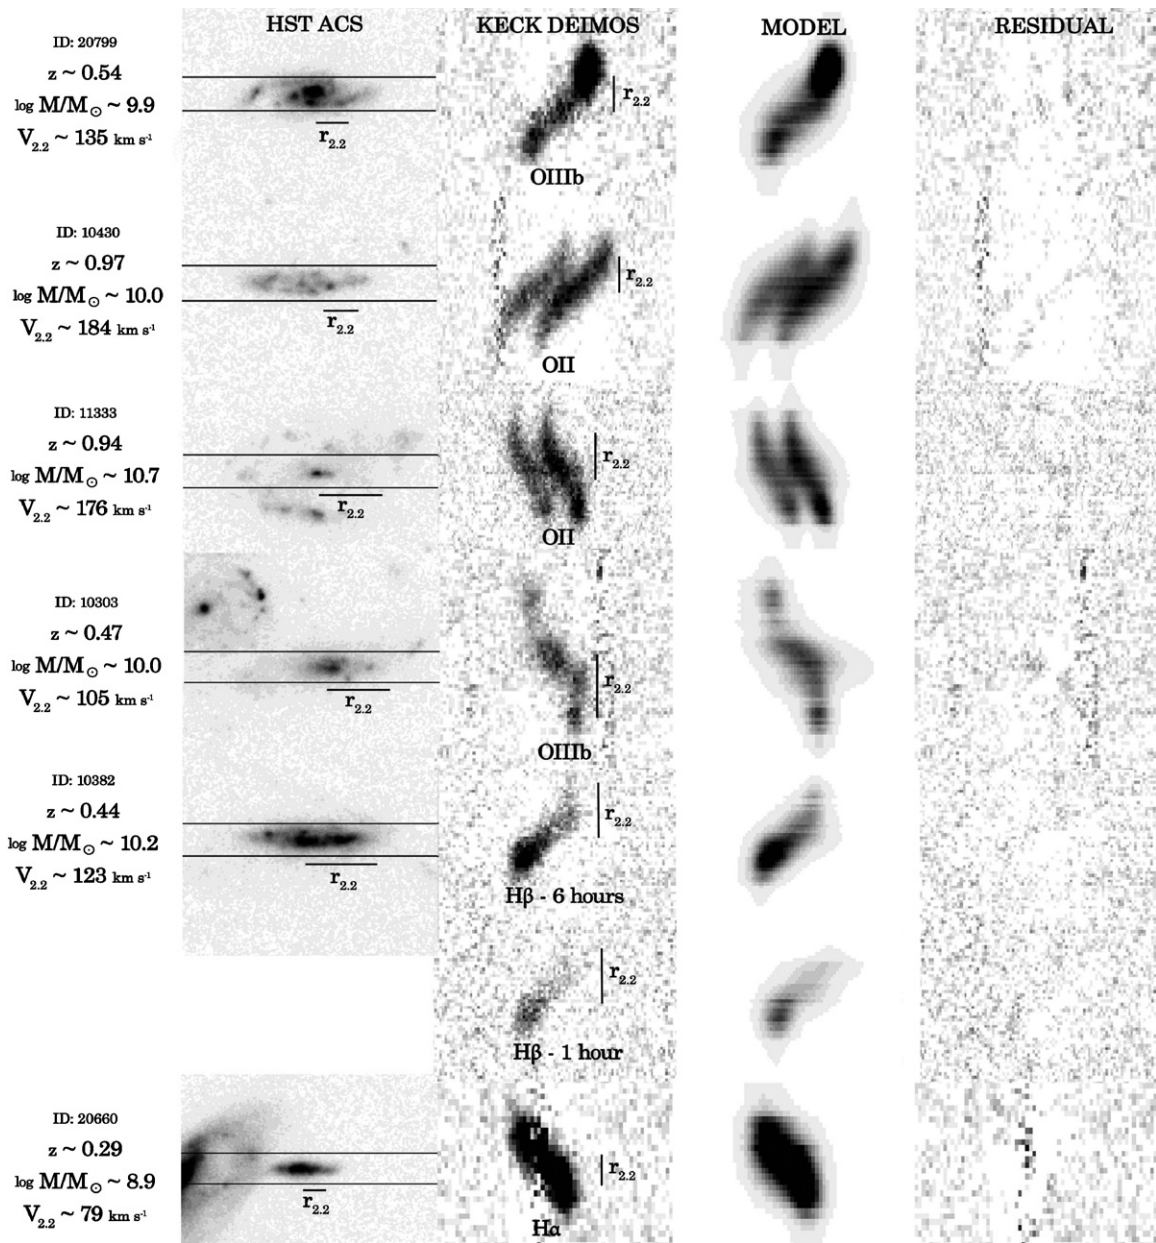 HST ACS KECK DEIMOS MODEL RESIDUAL
ID: 20799
z ~ 0.54
log M/M☉ ~ 9.9
V2.2 ~ 135 km s-1
r2.2
r2.2
OIIIb
ID: 10430
z ~ 0.97
log M/M☉ ~ 10.0
V2.2 ~ 184 km s-1
r2.2
r2.2
OII
ID: 11333
z ~ 0.94
log M/M☉ ~ 10.7
V2.2 ~ 176 km s-1
r2.2
r2.2
OII
ID: 10303
z ~ 0.47
log M/M☉ ~ 10.0
V2.2 ~ 105 km s-1
r2.2
r2.2
OIIIb
ID: 10382
z ~ 0.44
log M/M☉ ~ 10.2
V2.2 ~ 123 km s-1
r2.2
r2.2
Hβ - 6 hours
r2.2
Hβ - 1 hour
ID: 20660
z ~ 0.29
log M/M☉ ~ 8.9
V2.2 ~ 79 km s-1
r2.2
r2.2
Hα